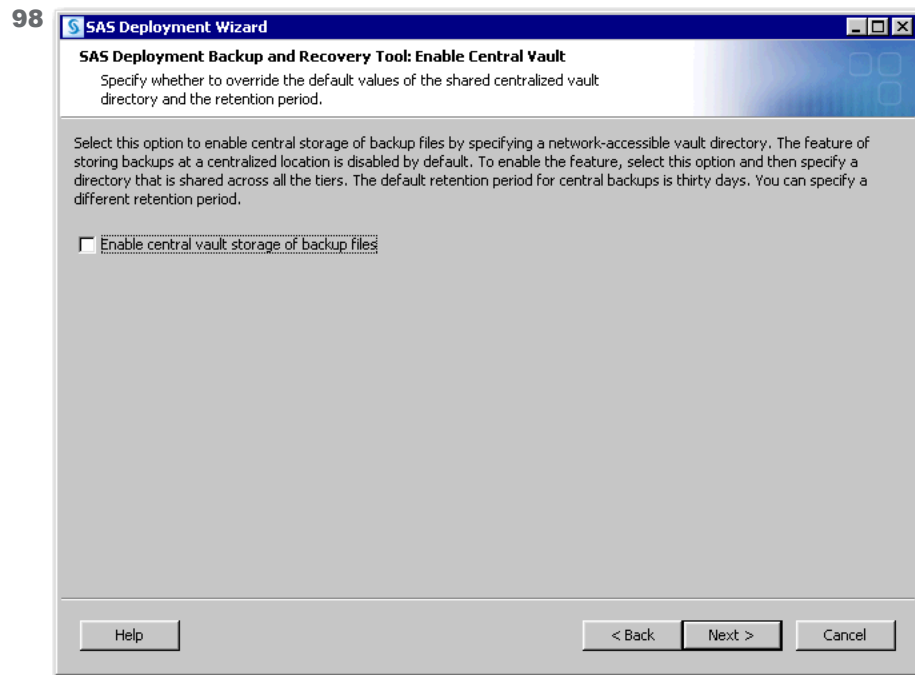 98
SAS Deployment Wizard
SAS Deployment Backup and Recovery Tool: Enable Central Vault
Specify whether to override the default values of the shared centralized vault
directory and the retention period.
Select this option to enable central storage of backup files by specifying a network-accessible vault directory. The feature of
storing backups at a centralized location is disabled by default. To enable the feature, select this option and then specify a
directory that is shared across all the tiers. The default retention period for central backups is thirty days. You can specify a
different retention period.
Enable central vault storage of backup files
Help
< Back
Next >
Cancel